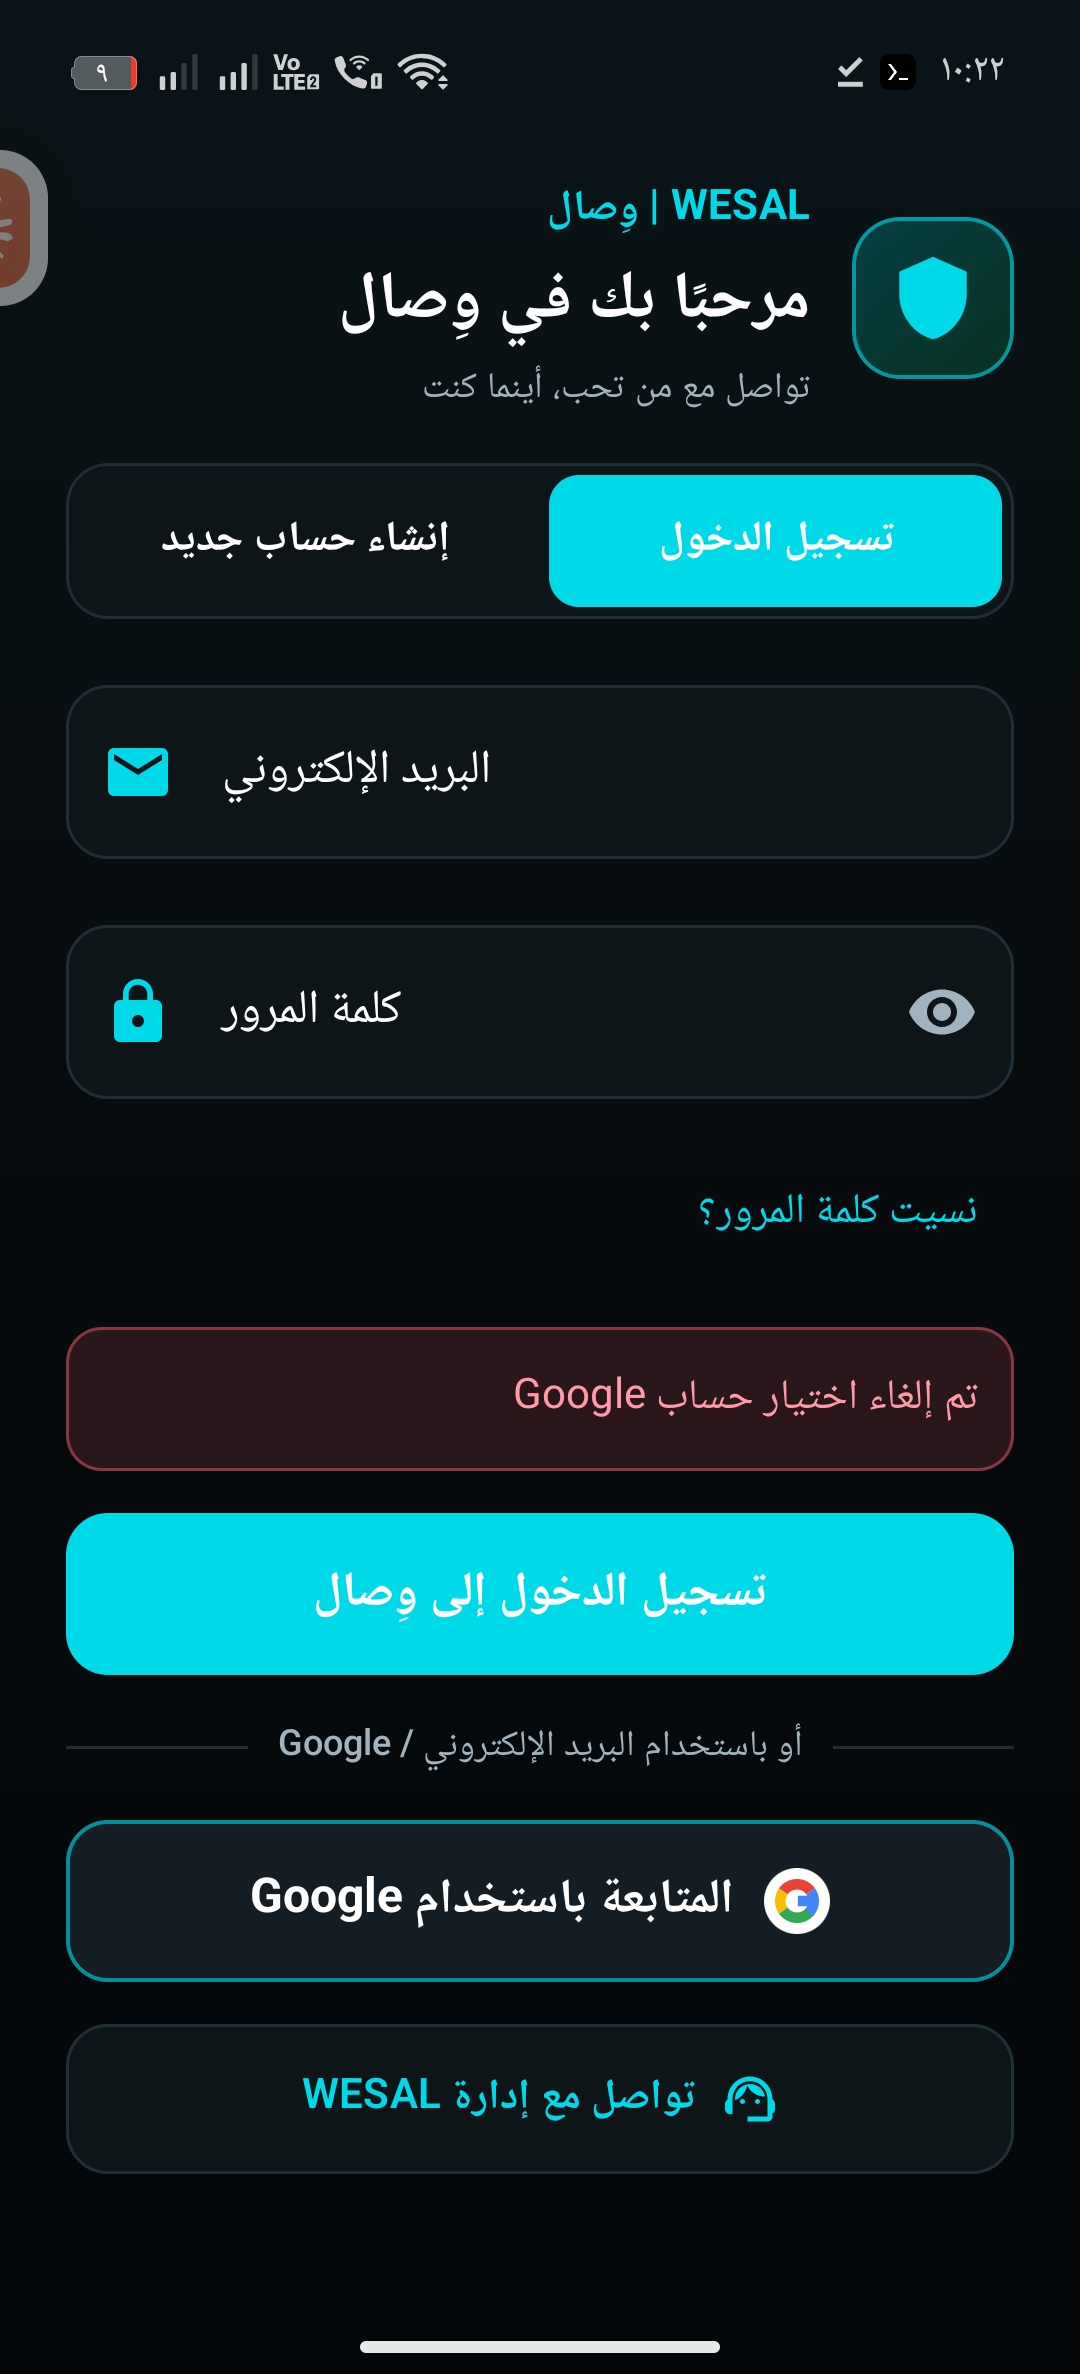 ١٠:٢٢
Vo
LTE2
٩
WESAL | وِصال
مرحبًا بك في وِصال
تواصل مع من تحب، أينما كنت
تسجيل الدخول
إنشاء حساب جديد
البريد الإلكتروني
كلمة المرور
نسيت كلمة المرور؟
تم إلغاء اختيار حساب Google
تسجيل الدخول إلى وِصال
أو باستخدام البريد الإلكتروني / Google
المتابعة باستخدام Google
تواصل مع إدارة WESAL